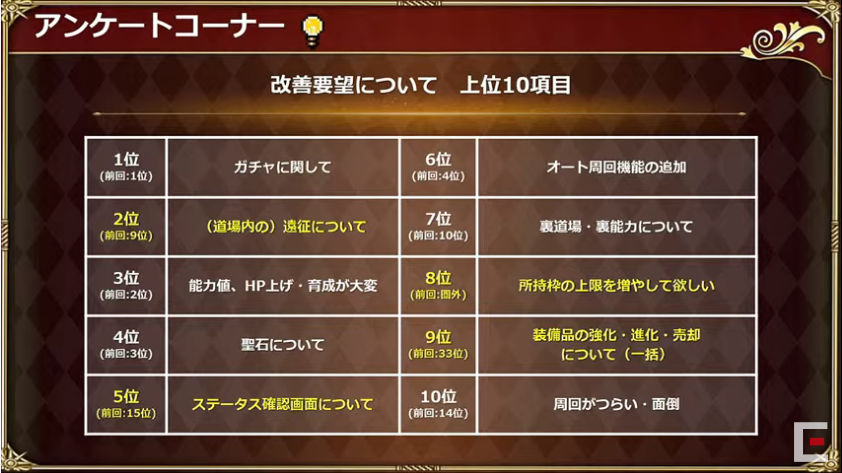 アンケートコーナー
改善要望について 上位10項目
1位
(前回:1位)
ガチャに関して
6位
(前回:4位)
オート周回機能の追加
2位
(前回:9位)
（道場内の）遠征について
7位
(前回:10位)
裏道場・裏能力について
3位
(前回:2位)
能力値、HP上げ・育成が大変
8位
(前回:圏外)
所持枠の上限を増やして欲しい
4位
(前回:3位)
聖石について
9位
(前回:33位)
装備品の強化・進化・売却
について（一括）
5位
(前回:15位)
ステータス確認画面について
10位
(前回:14位)
周回がつらい・面倒